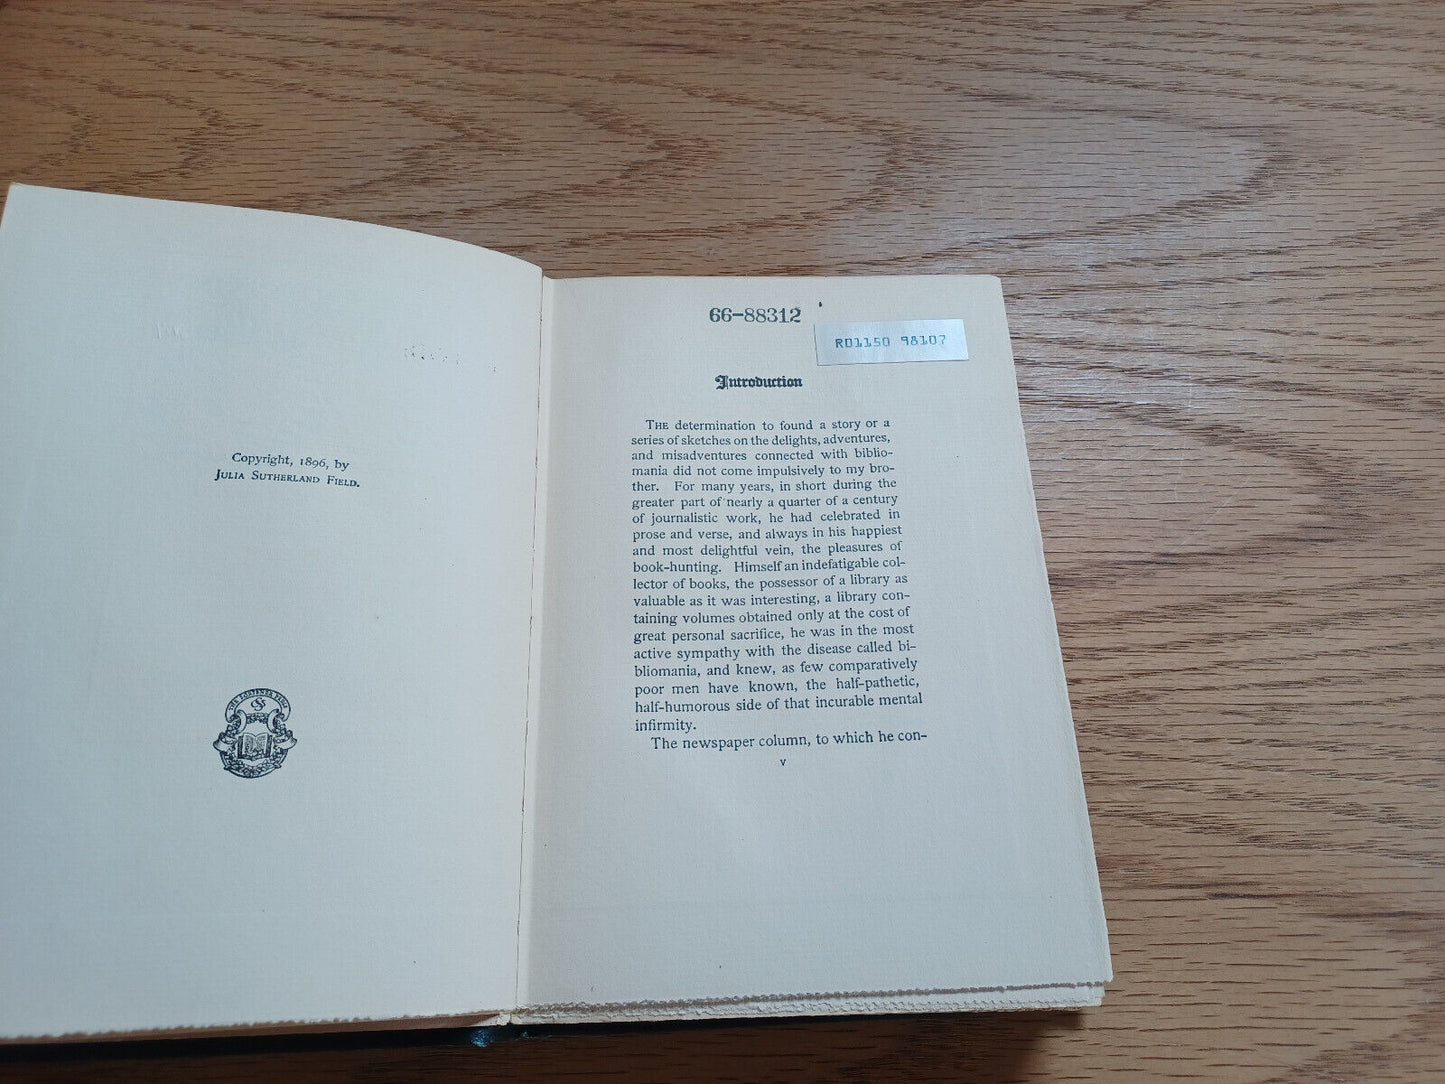 Copyright, 1896, by
JULIA SUTHERLAND FIELD.
66-88312
RD1150 98107
Introduction
THE determination to found a story or a
series of sketches on the delights, adventures,
and misadventures connected with biblio-
mania did not come impulsively to my bro-
ther. For many years, in short during the
greater part of nearly a quarter of a century
of journalistic work, he had celebrated in
prose and verse, and always in his happiest
and most delightful vein, the pleasures of
book-hunting. Himself an indefatigable col-
lector of books, the possessor of a library as
valuable as it was interesting, a library con-
taining volumes obtained only at the cost of
great personal sacrifice, he was in the most
active sympathy with the disease called bi-
bliomania, and knew, as few comparatively
poor men have known, the half-pathetic,
half-humorous side of that incurable mental
infirmity.
The newspaper column, to which he con-
v